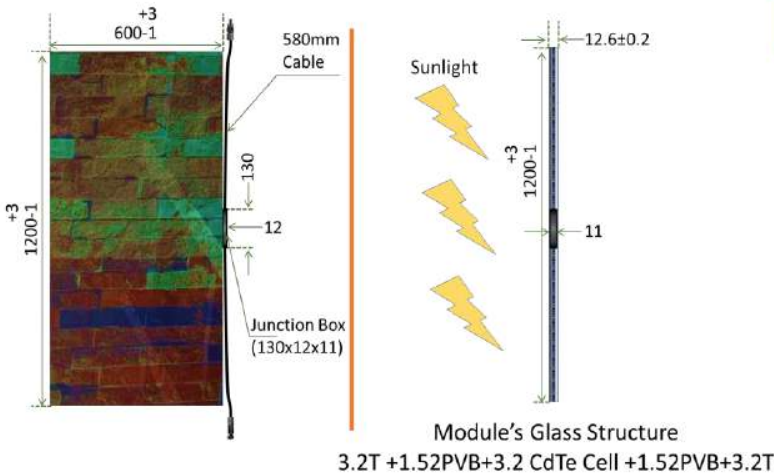 +3
600-1
580mm
Cable
+3
1200-1
130
12
Junction Box
(130x12x11)
Sunlight
12.6±0.2
+3
1200-1
11
Module's Glass Structure
3.2T +1.52PVB+3.2 CdTe Cell +1.52PVB+3.2T